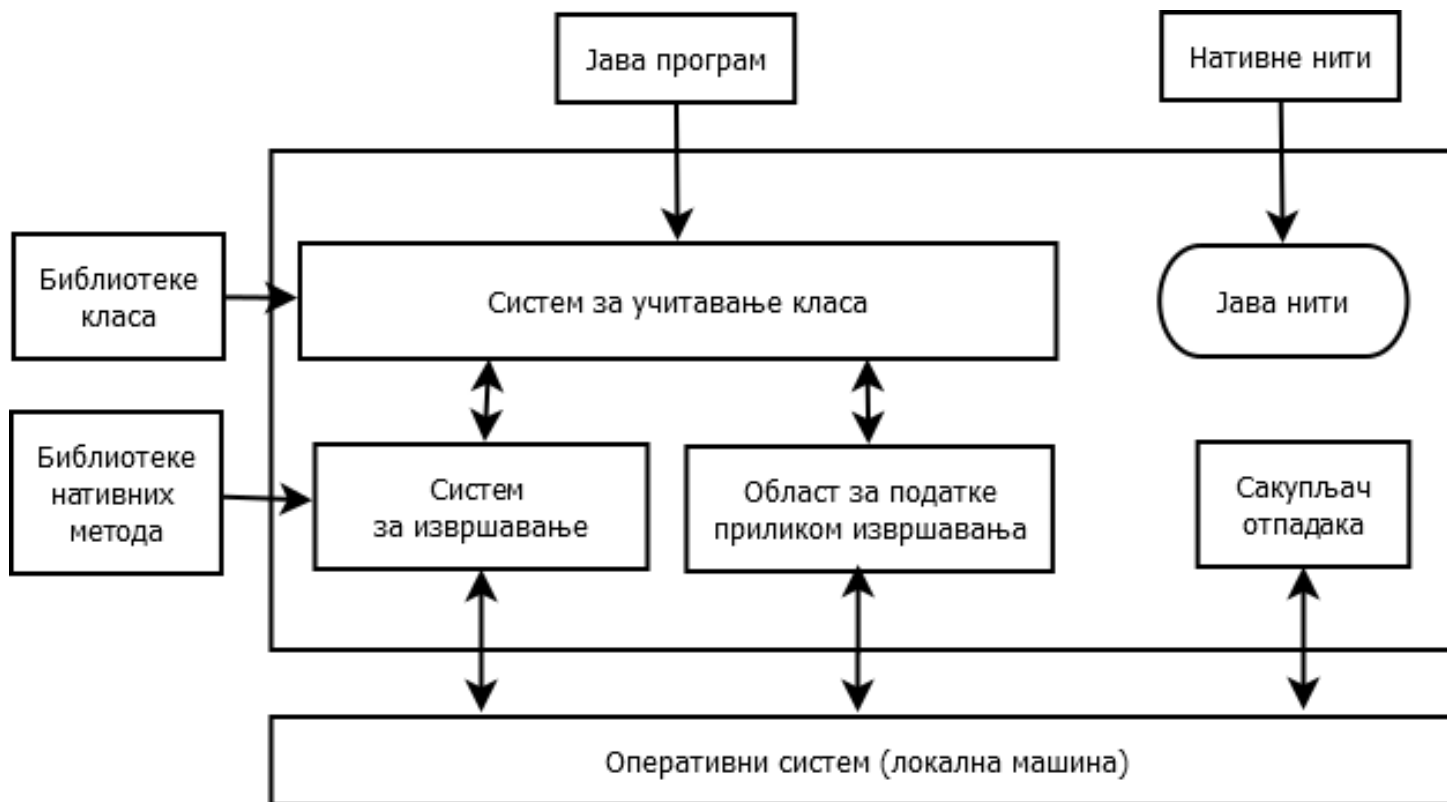 Јава програм
Нативне нити
Библиотеке
класа
Систем за учитавање класа
Јава нити
Библиотеке
нативних
метода
Систем
за извршавање
Област за податке
приликом извршавања
Сакупљач
отпадака
Оперативни систем (локална машина)